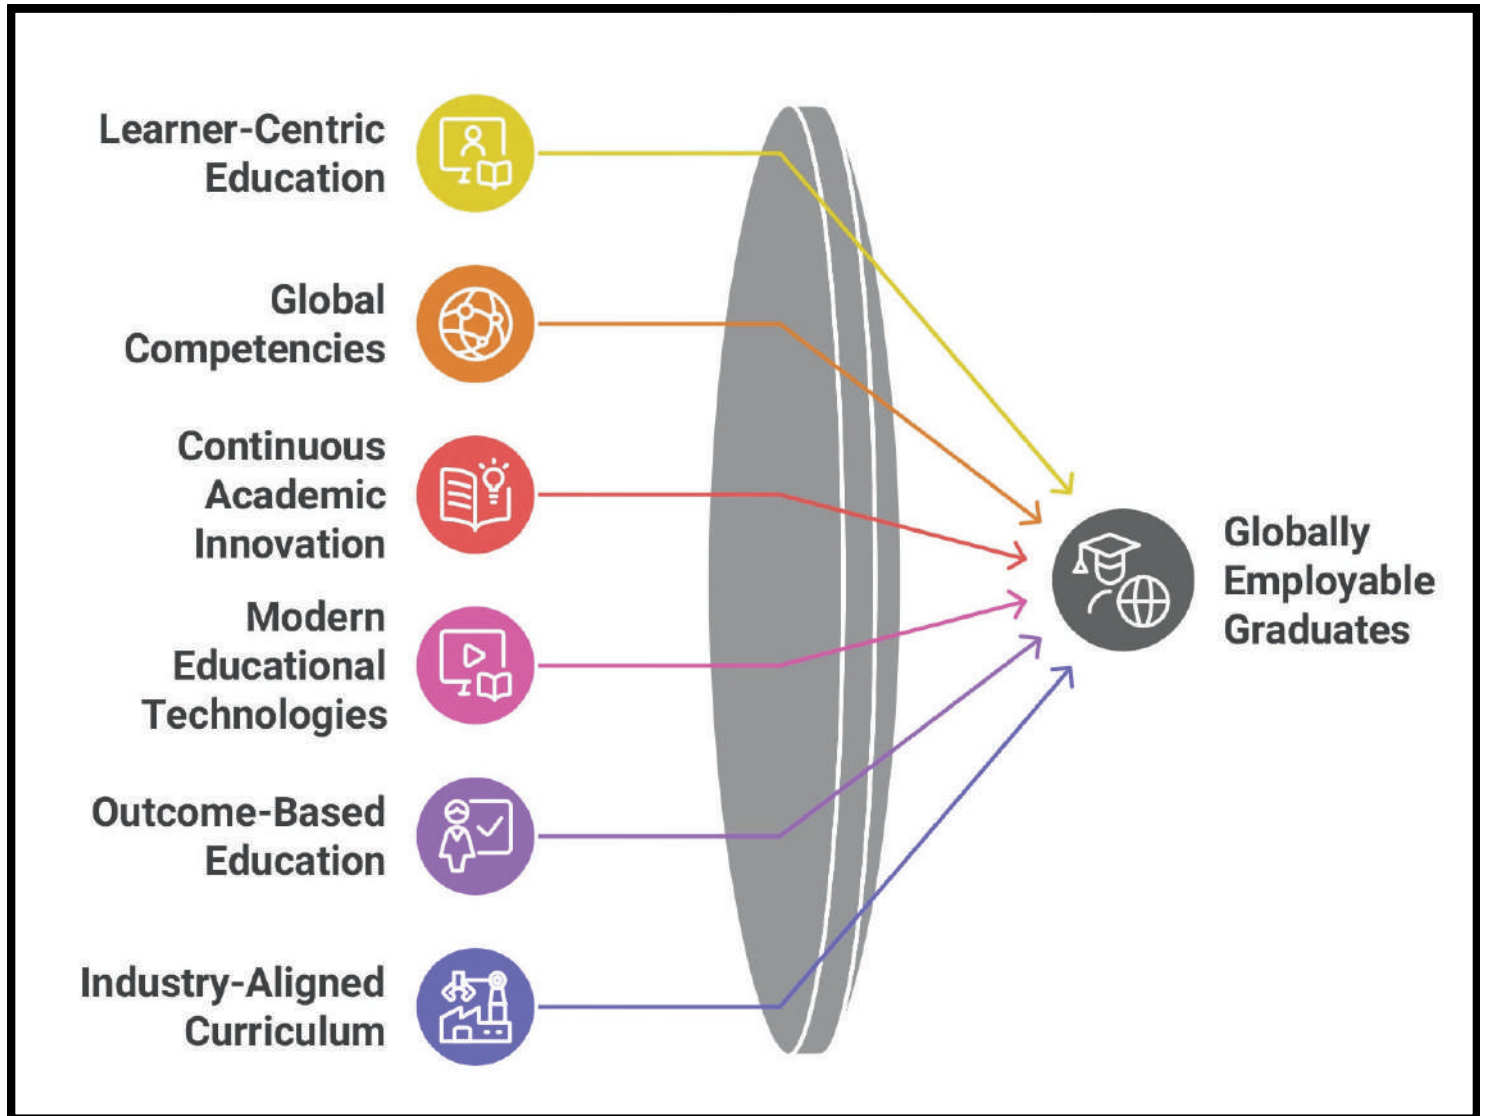 Learner-Centric
Education
Global
Competencies
Continuous
Academic
Innovation
Modern
Educational
Technologies
Outcome-Based
Education
Industry-Aligned
Curriculum
Globally
Employable
Graduates